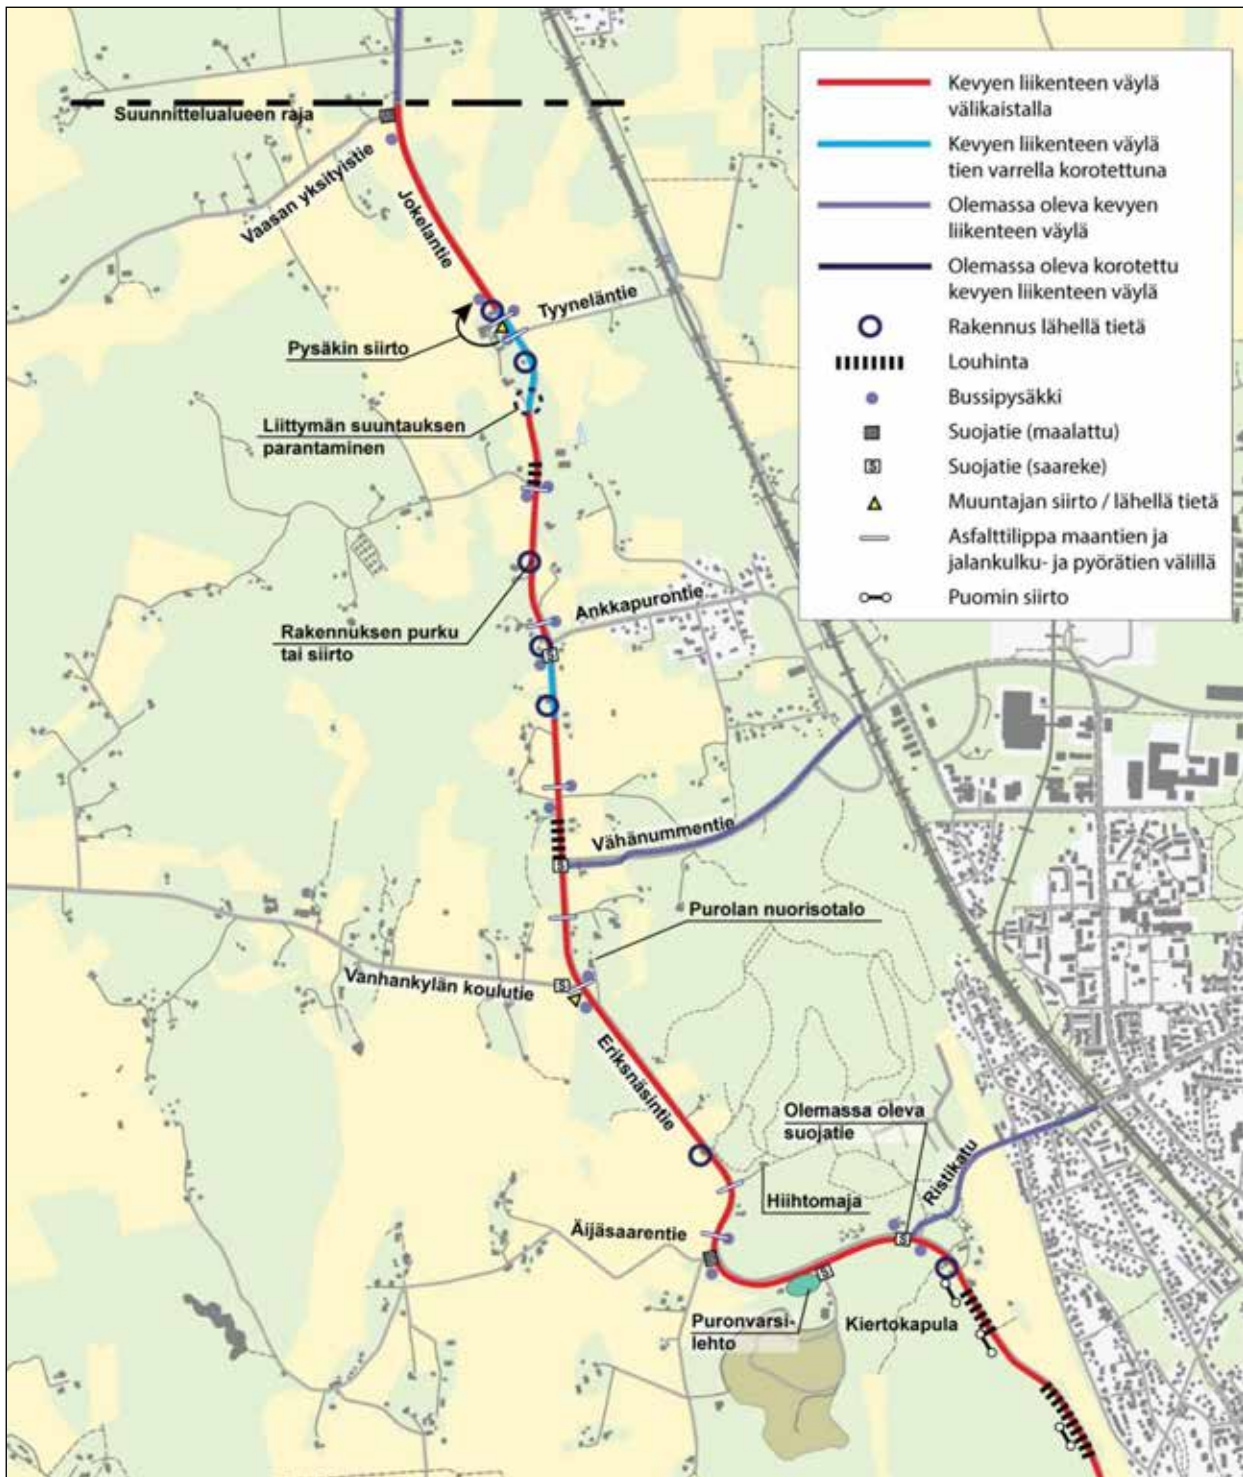 Suunnittelualueen raja
Vaasan yksityistie
Jokelantie
Tyyneläntie
Pysäkin siirto
Liittymän suuntauksen
parantaminen
Ankkapurontie
Rakennuksen purku
tai siirto
Vähänummentie
Purolan nuorisotalo
Vanhankylän koulutie
Eriksnäsintie
Olemassa oleva
suojatie
Ristikatu
Hiihtomaja
Äijäsaarentie
Puronvarsi-
lehto
Kiertokapula
Kevyen liikenteen väylä
välikaistalla
Kevyen liikenteen väylä
tien varrella korotettuna
Olemassa oleva kevyen
liikenteen väylä
Olemassa oleva korotettu
kevyen liikenteen väylä
Rakennus lähellä tietä
Louhinta
Bussipysäkki
Suojatie (maalattu)
S Suojatie (saareke)
Muuntajan siirto / lähellä tietä
Asfalttilippa maantien ja
jalankulku- ja pyörätien välillä
Puomin siirto
S
S
S
S
S